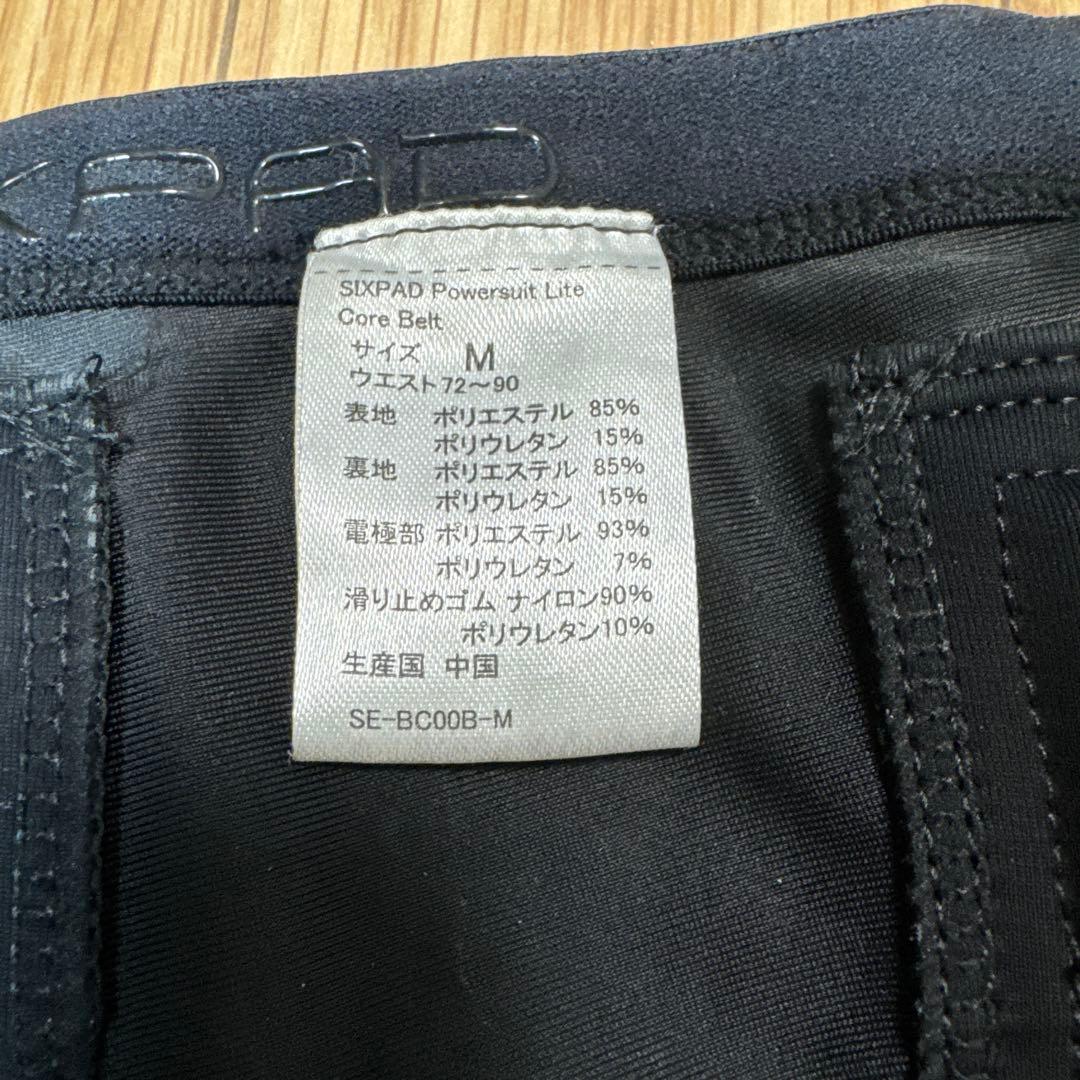 XPAD
SIXPAD Powersuit Lite
Core Belt
サイズ M
ウエスト72～90
表地 ポリエステル 85%
ポリウレタン 15%
裏地 ポリエステル 85%
ポリウレタン 15%
電極部 ポリエステル 93%
ポリウレタン 7%
滑り止めゴム ナイロン90%
ポリウレタン10%
生産国 中国
SE-BC00B-M